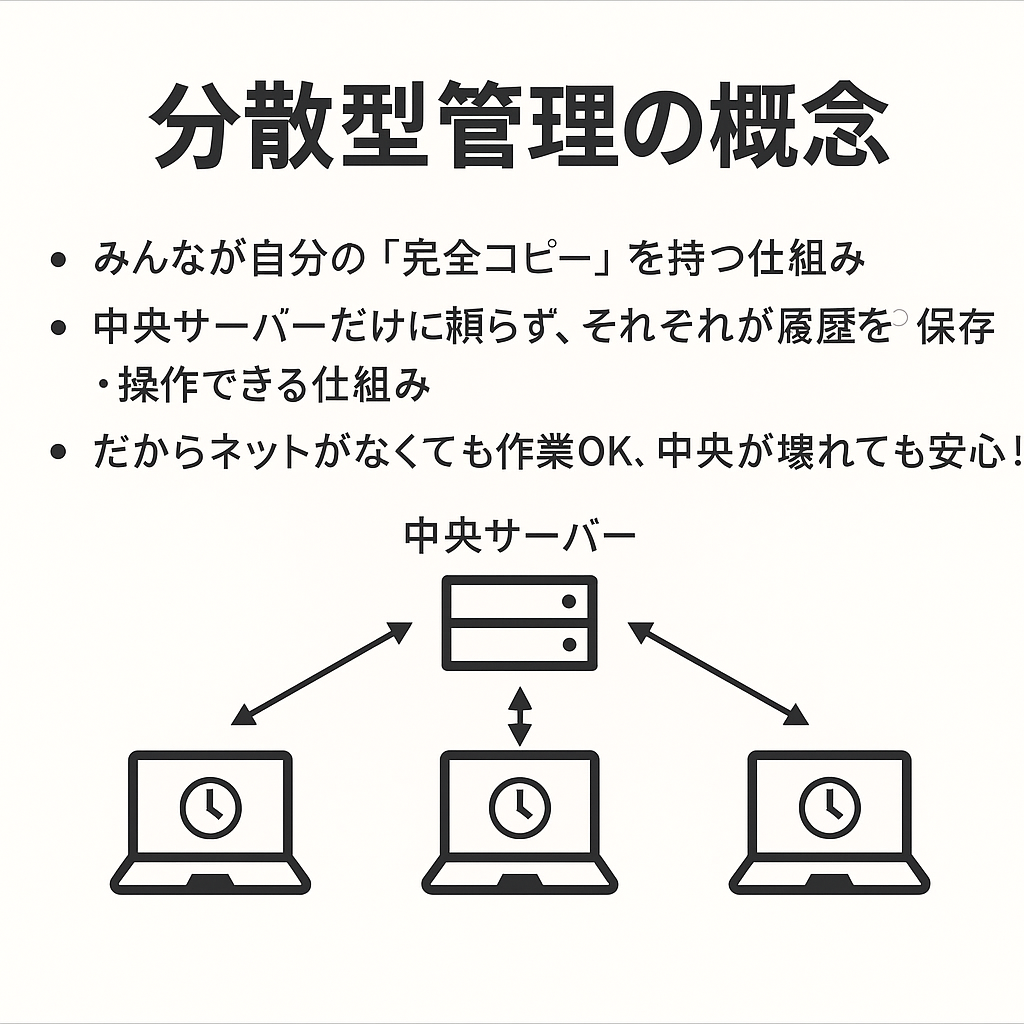 分散型管理の概念
• みんなが自分の「完全コピー」を持つ仕組み
• 中央サーバーだけに頼らず、それぞれが履歴を 保存
・操作できる仕組み
• だからネットがなくても作業OK、中央が壊れても安心!
中央サーバー